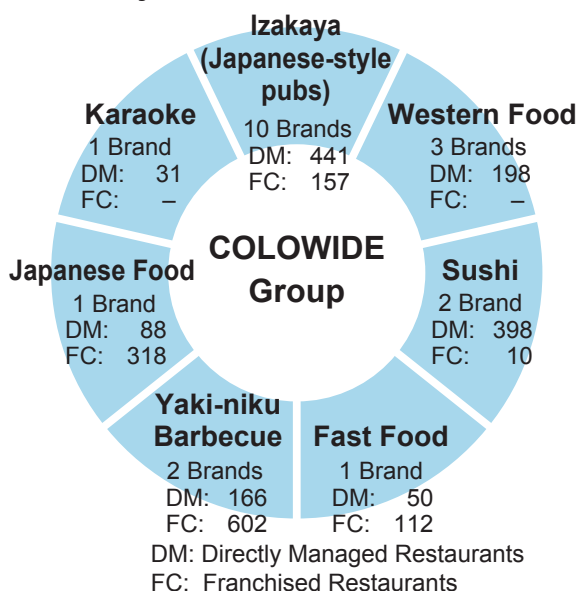 Izakaya
(Japanese-style
pubs)
10 Brands
DM: 441
FC: 157
Western Food
3 Brands
DM: 198
FC: –
Sushi
2 Brand
DM: 398
FC: 10
Fast Food
1 Brand
DM: 50
FC: 112
Yaki-niku
Barbecue
2 Brands
DM: 166
FC: 602
Japanese Food
1 Brand
DM: 88
FC: 318
Karaoke
1 Brand
DM: 31
FC: –
COLOWIDE
Group
DM: Directly Managed Restaurants
FC: Franchised Restaurants